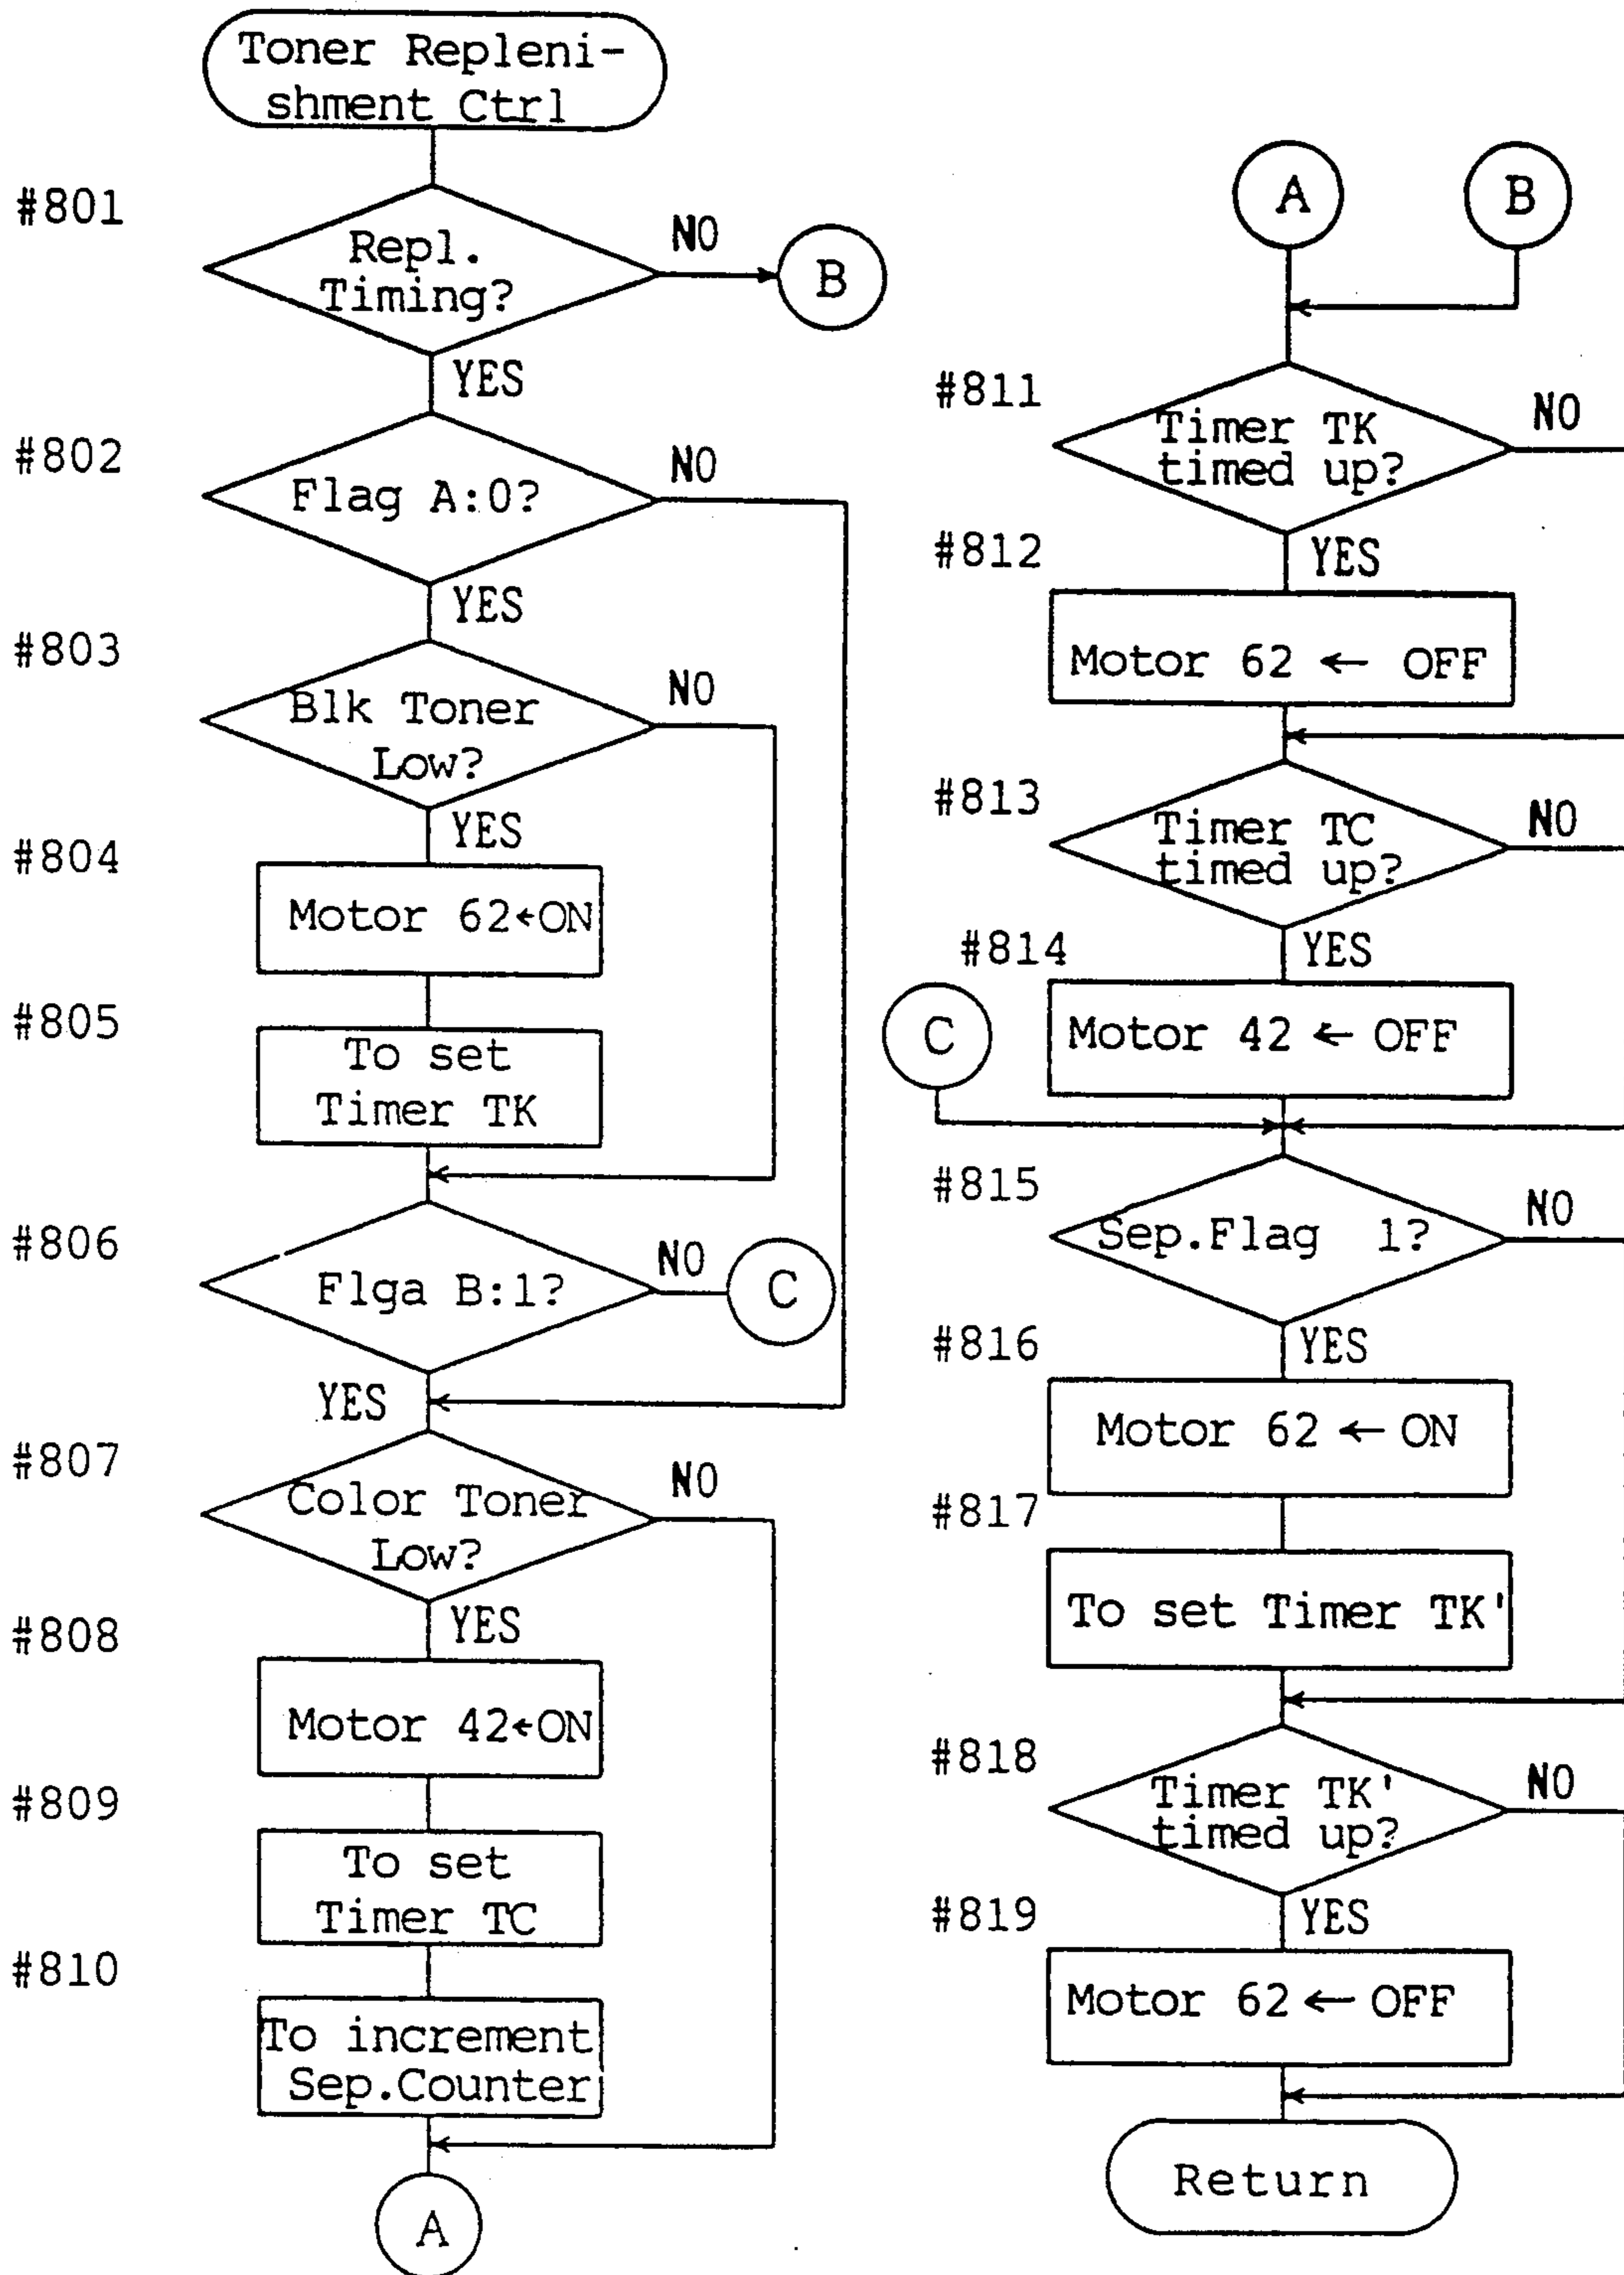 Toner Repleni-
shment Ctrl
#801
Repl.
Timing?
NO
B
YES
#802
Flag A:0?
NO
YES
#803
Blk Toner
Low?
NO
YES
#804
Motor 62←ON
#805
To set
Timer TK
#806
Flga B:1?
NO
C
YES
#807
Color Toner
Low?
NO
YES
#808
Motor 42←ON
#809
To set
Timer TC
#810
To increment
Sep.Counter
A
A
B
#811
Timer TK
timed up?
NO
#812
YES
Motor 62 ← OFF
#813
Timer TC
timed up?
NO
#814
YES
C
Motor 42 ← OFF
#815
Sep.Flag 1?
NO
#816
YES
Motor 62 ← ON
#817
To set Timer TK'
#818
Timer TK'
timed up?
NO
#819
YES
Motor 62 ← OFF
Return